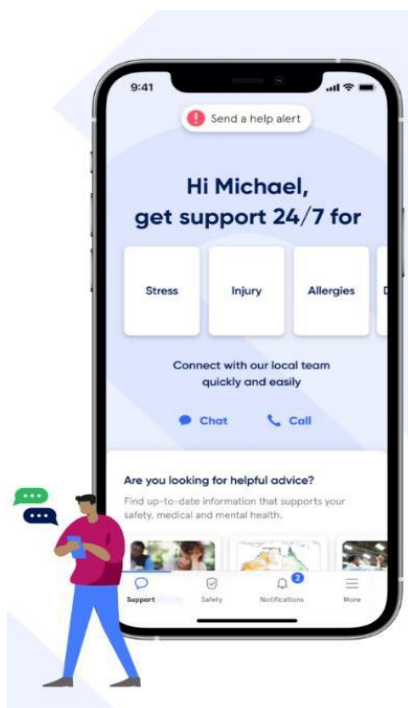 9:41
Send a help alert
Hi Michael,
get support 24/7 for
Stress
Injury
Allergies
D
Connect with our local team
quickly and easily
Chat
Call
Are you looking for helpful advice?
Find up-to-date information that supports your
safety, medical and mental health.
2
Support
Safety
Notifications
More